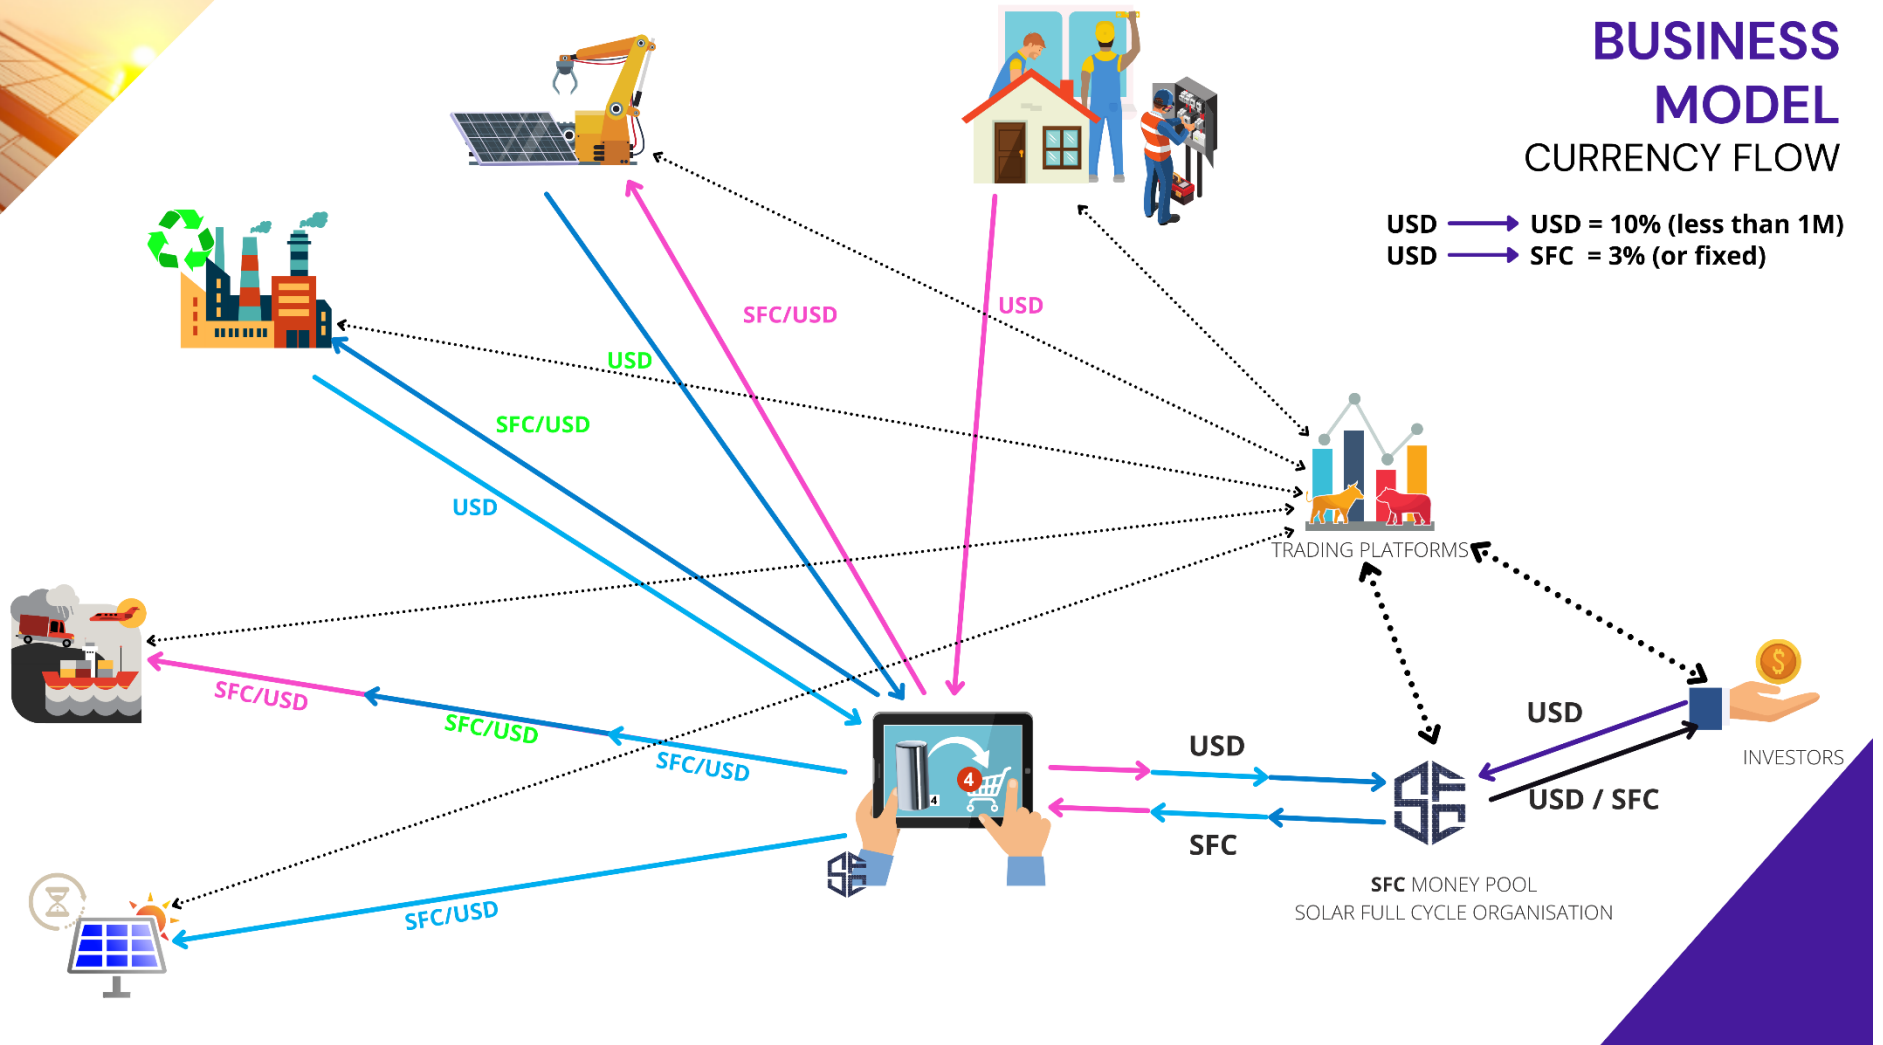 BUSINESS
MODEL
CURRENCY FLOW
USD USD = 10% (less than 1M)
USD SFC = 3% (or fixed)
SFC/USD
USD
USD
SFC/USD
USD
TRADING PLATFORMS
SFC/USD
SFC/USD
SFC/USD
4
4
USD
SFC
USD
$
INVESTORS
USD / SFC
SFC MONEY POOL
SOLAR FULL CYCLE ORGANISATION
SFC/USD